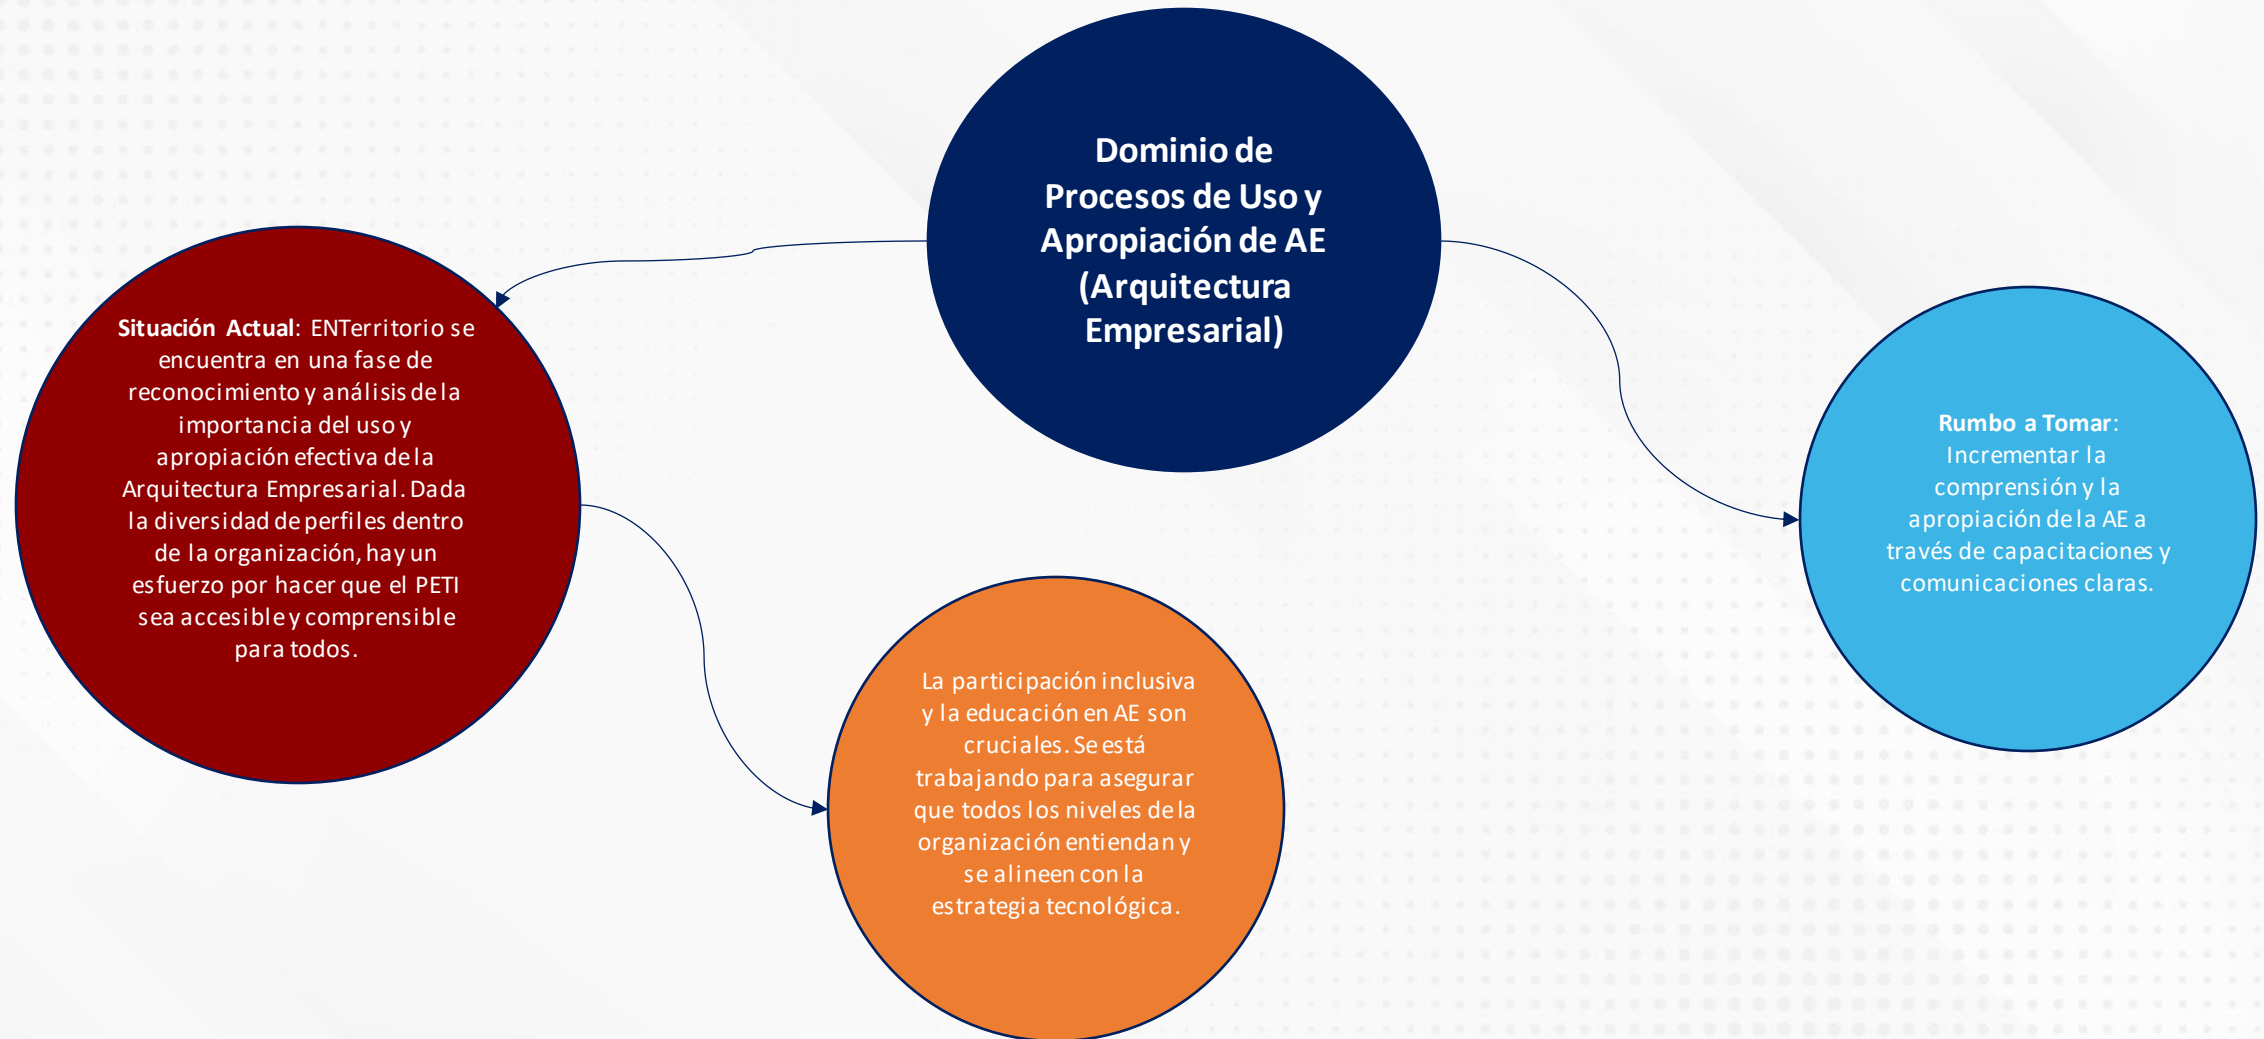 Dominio de
Procesos de Uso y
Apropiación de AE
(Arquitectura
Empresarial)
Situación Actual: ENTerritorio se
encuentra en una fase de
reconocimiento y análisis de la
importancia del uso y
apropiación efectiva de la
Arquitectura Empresarial. Dada
la diversidad de perfiles dentro
de la organización, hay un
esfuerzo por hacer que el PETI
sea accesible y comprensible
para todos.
La participación inclusiva
y la educación en AE son
cruciales. Se está
trabajando para asegurar
que todos los niveles de la
organización entiendan y
se alineen con la
estrategia tecnológica.
Rumbo a Tomar:
Incrementar la
comprensión y la
apropiación de la AE a
través de capacitaciones y
comunicaciones claras.